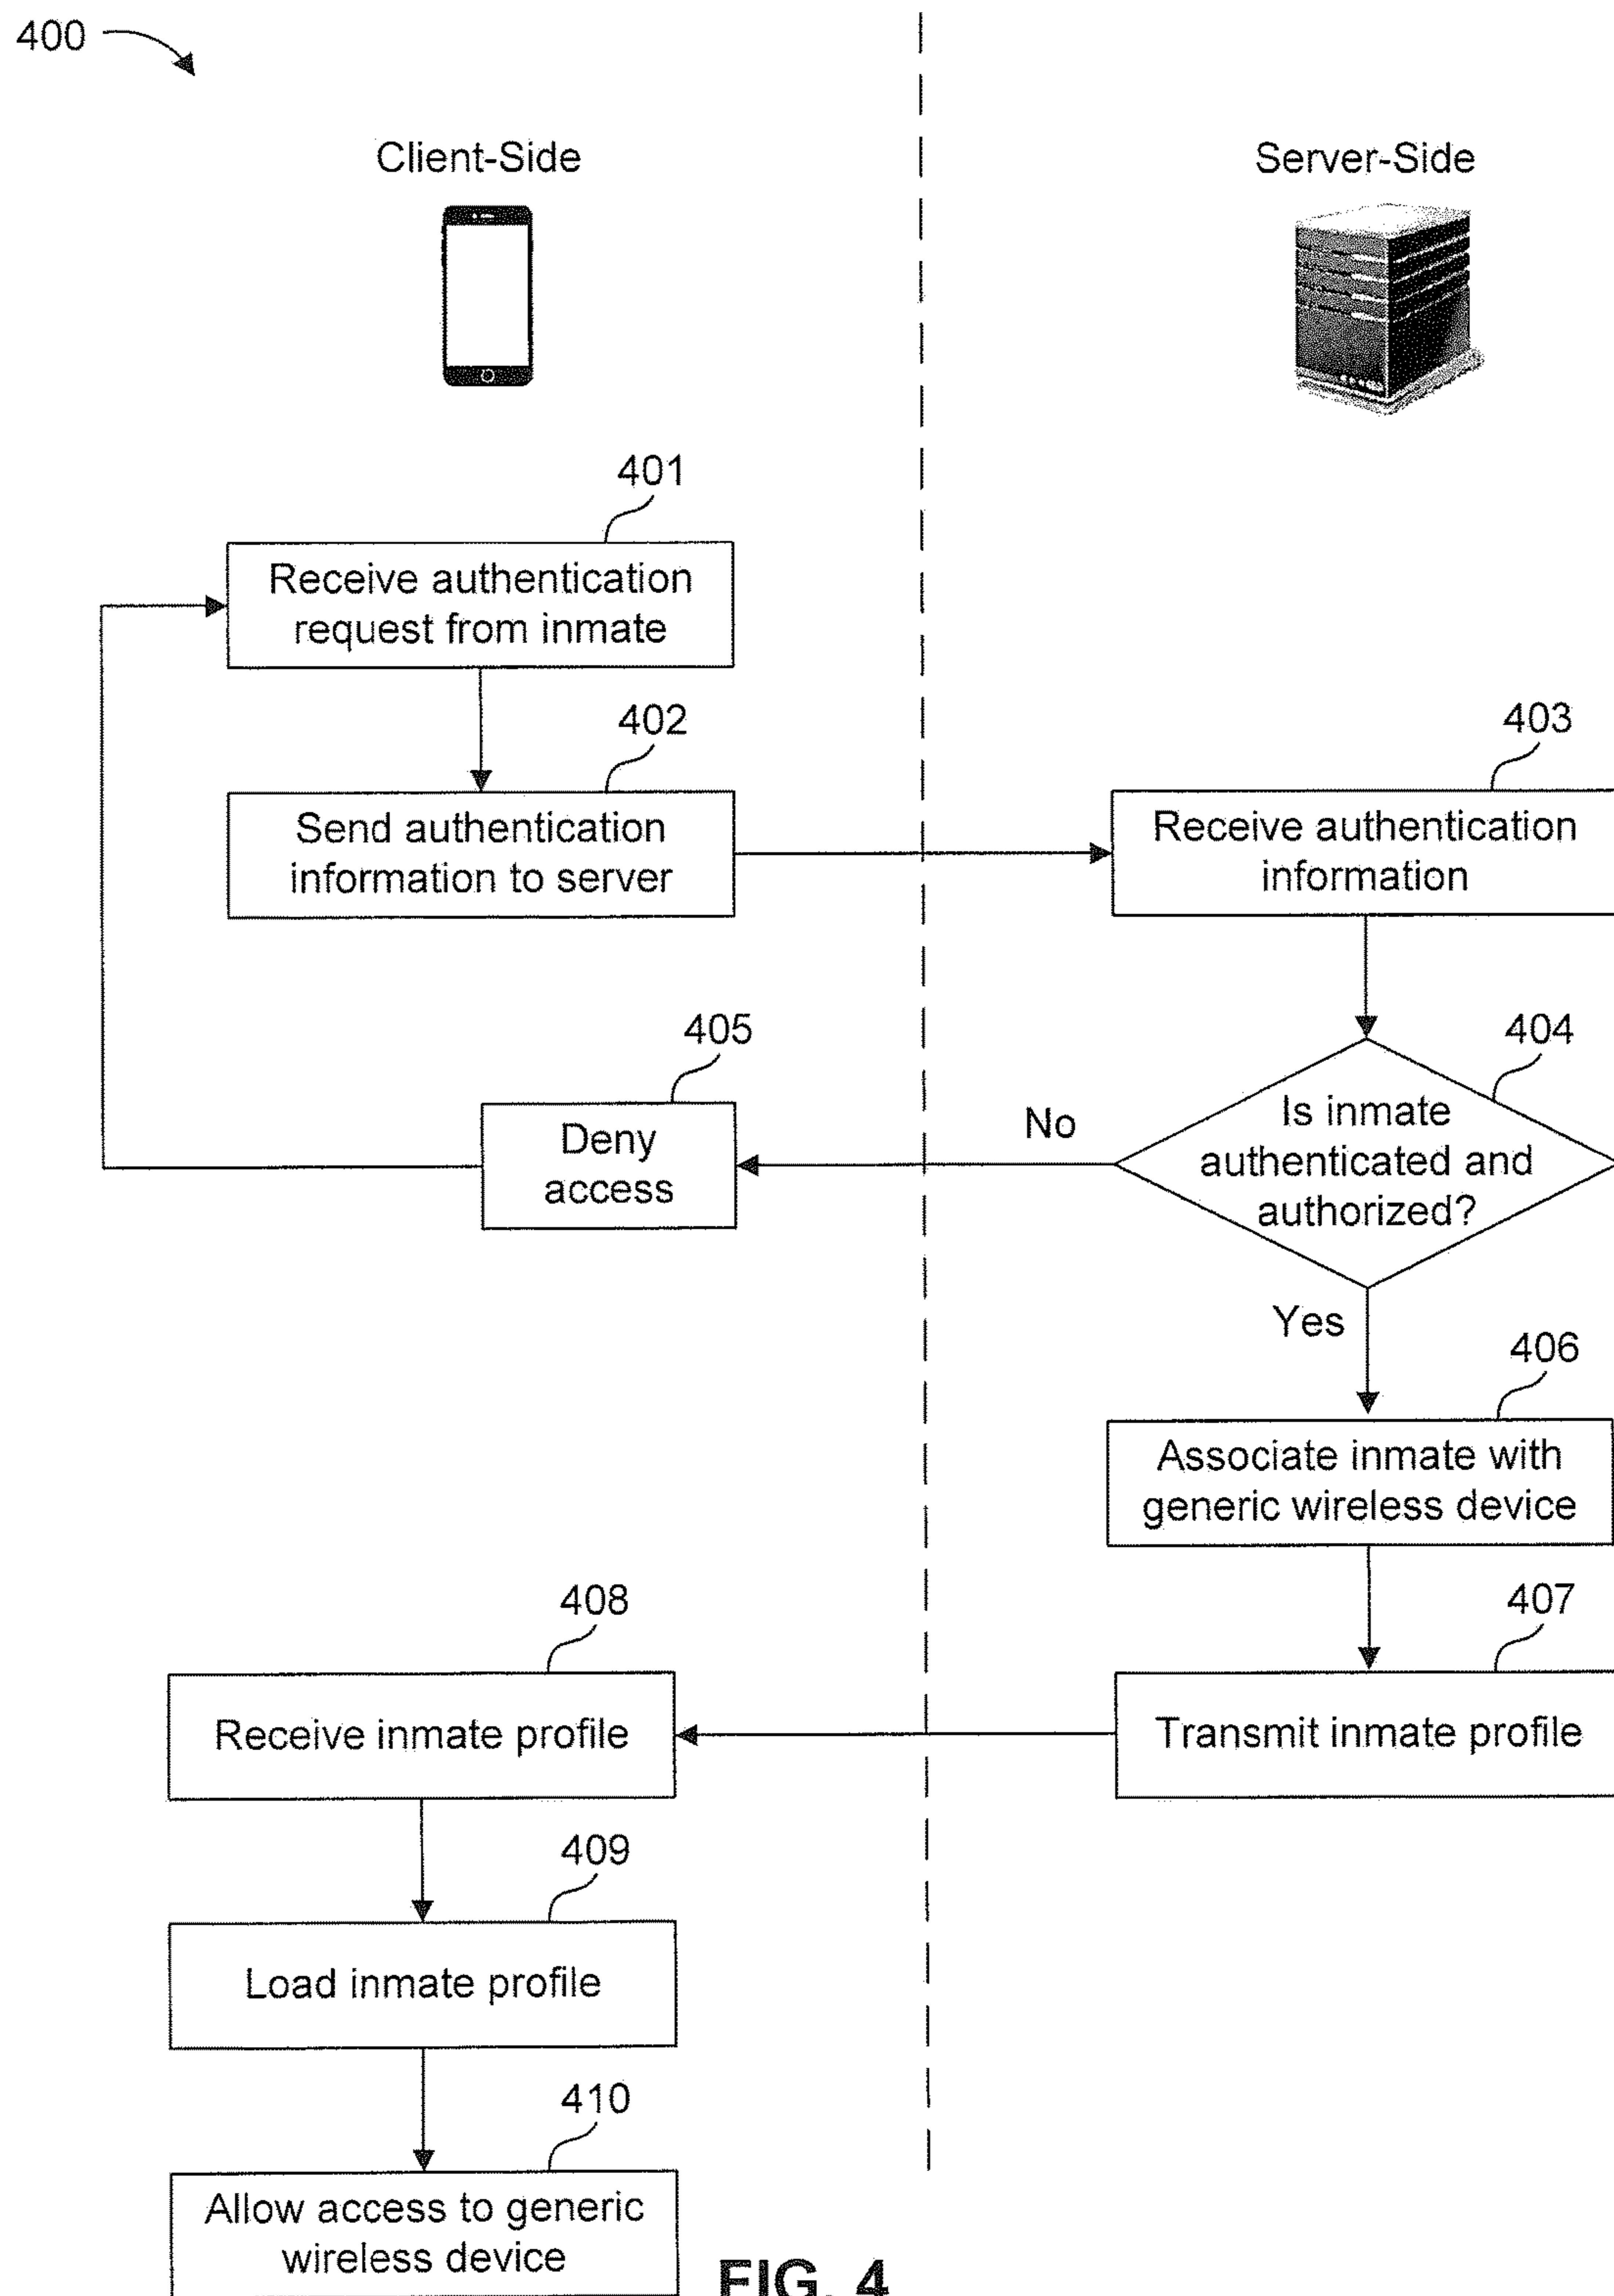 400
Client-Side
Server-Side
401
Receive authentication
request from inmate
402
Send authentication
information to server
403
Receive authentication
information
404
Is inmate
authenticated and
authorized?
No
405
Deny
access
Yes
406
Associate inmate with
generic wireless device
407
Transmit inmate profile
408
Receive inmate profile
409
Load inmate profile
410
Allow access to generic
wireless device
FIG. 4